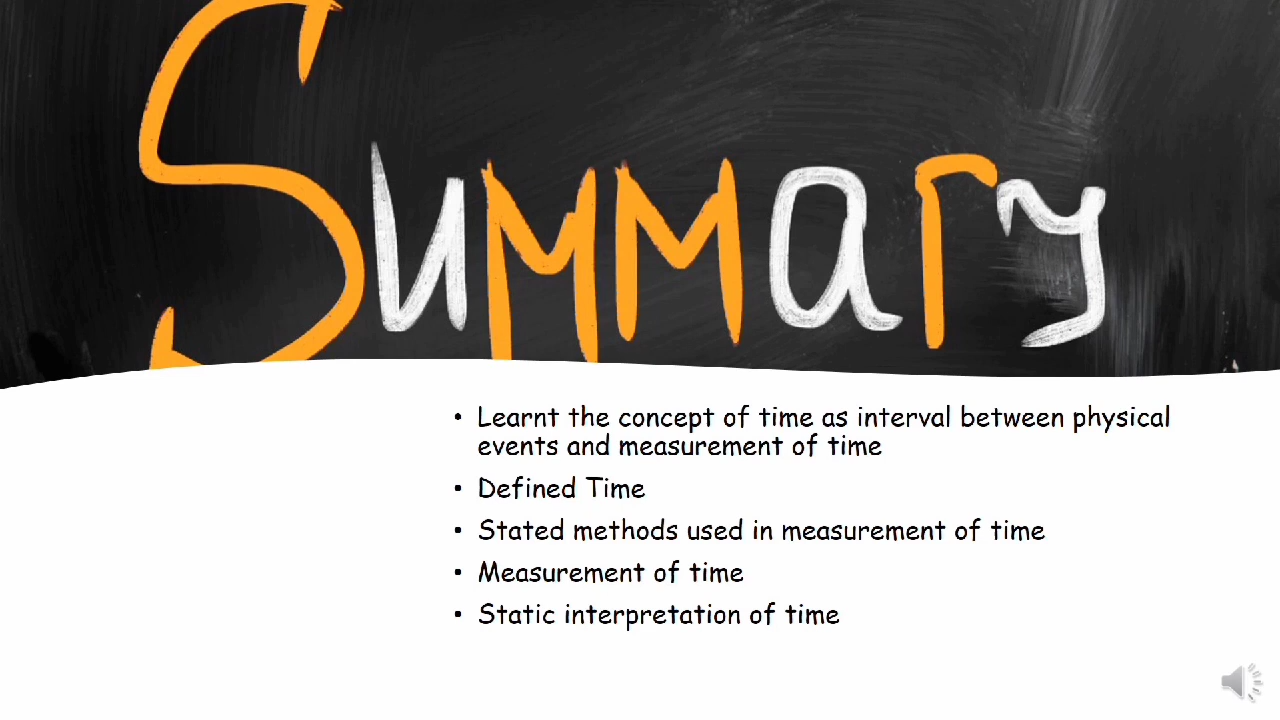 Summary
• Learnt the concept of time as interval between physical
events and measurement of time
• Defined Time
• Stated methods used in measurement of time
• Measurement of time
• Static interpretation of time